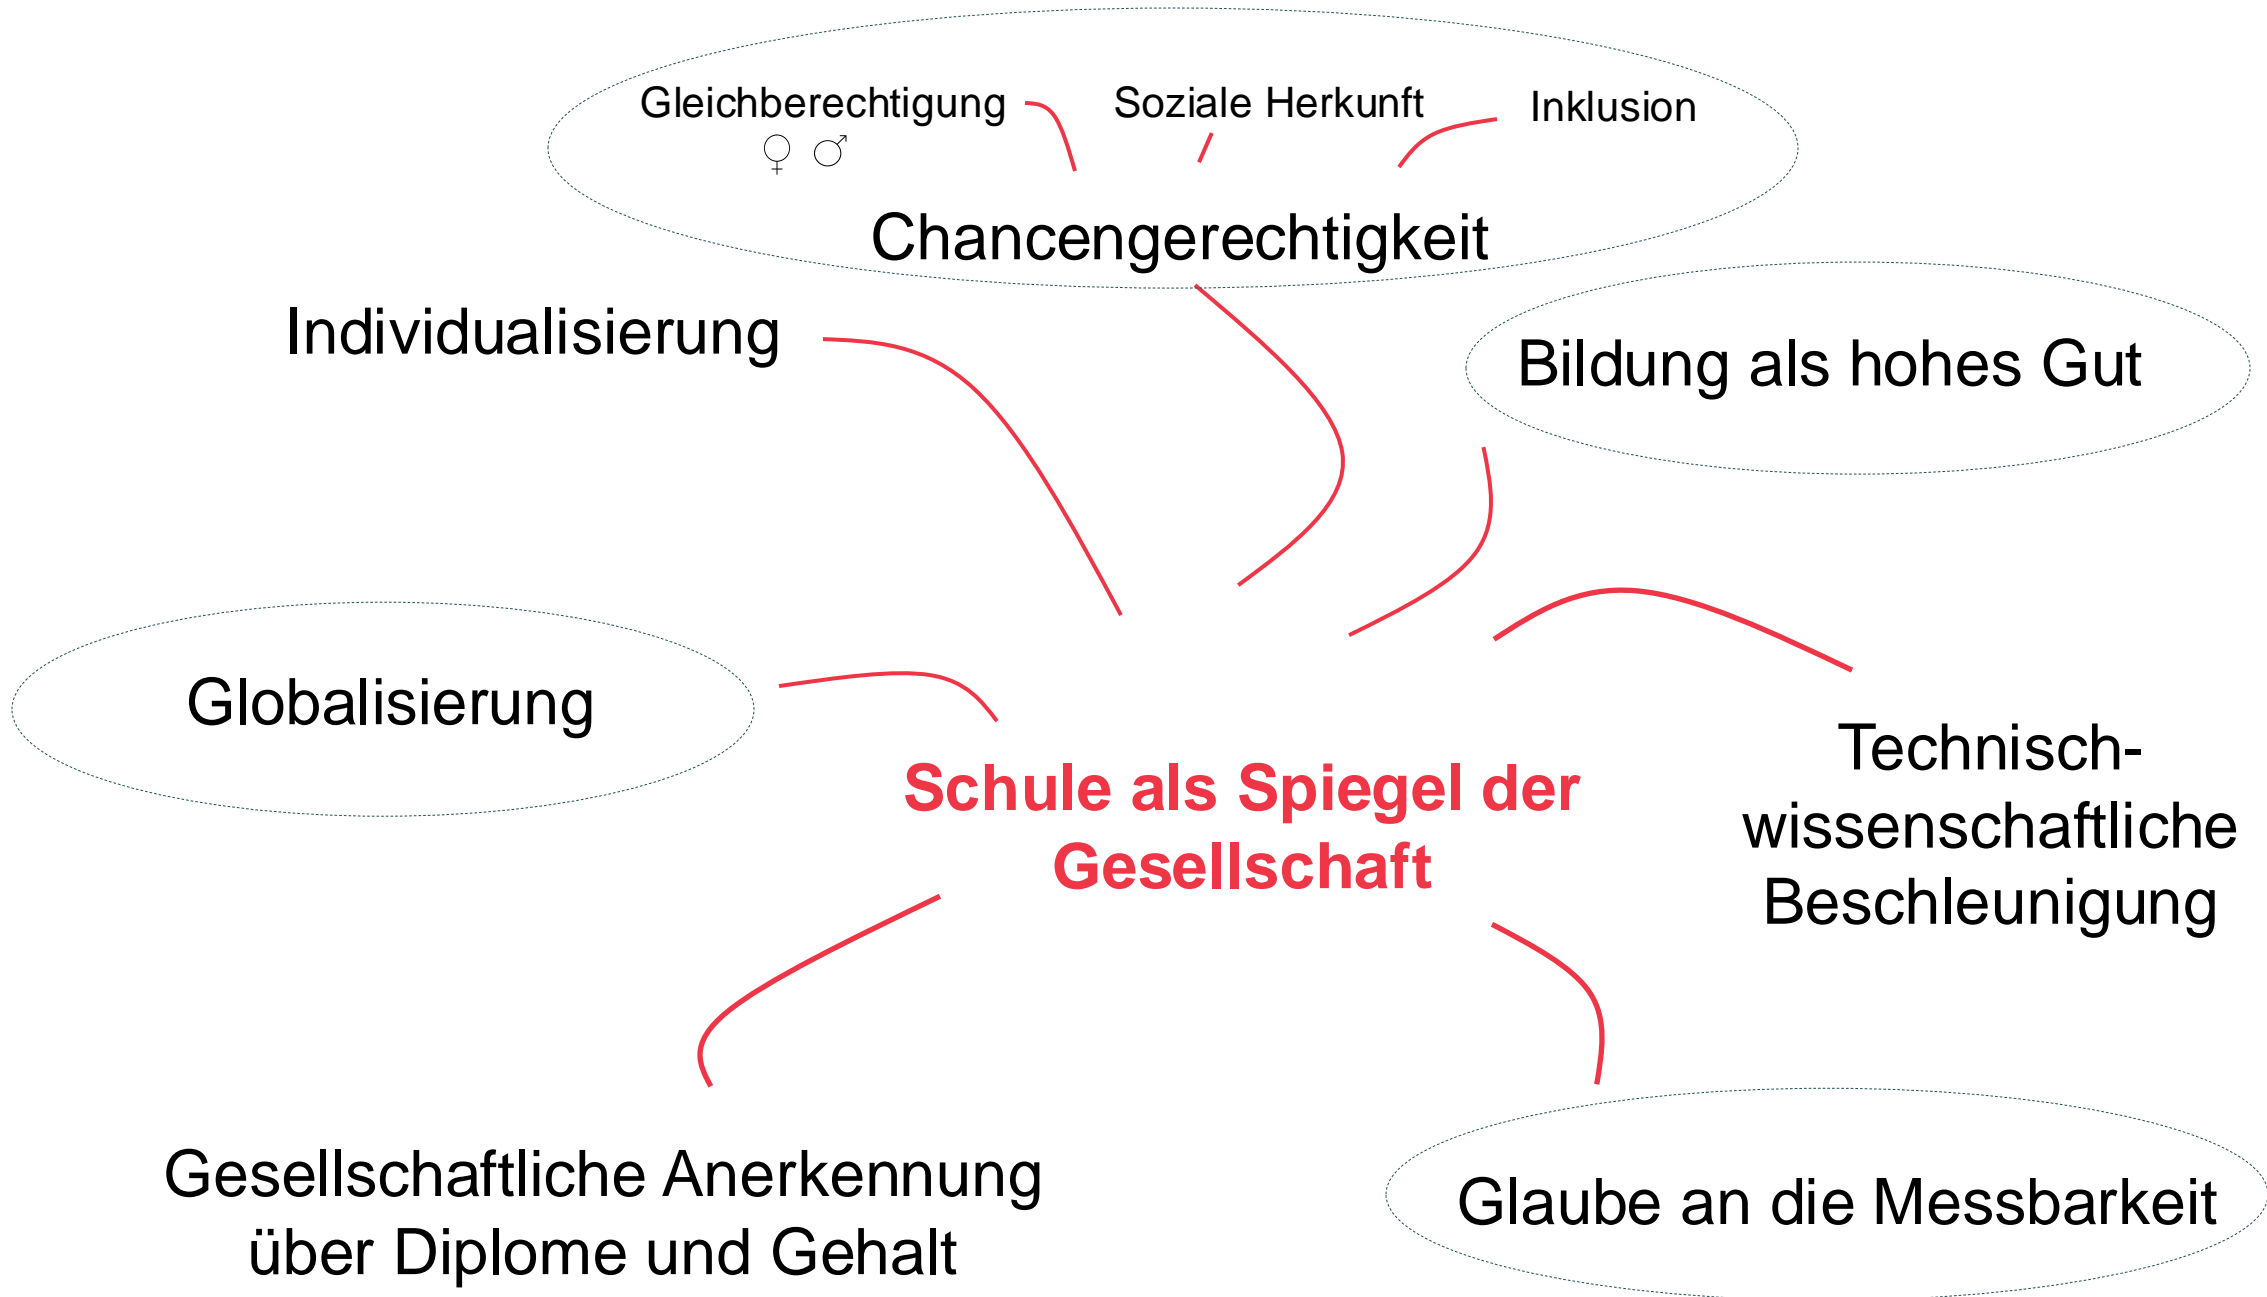 Gleichberechtigung
♀ ♂
Soziale Herkunft
Inklusion
Chancengerechtigkeit
Individualisierung
Bildung als hohes Gut
Globalisierung
Schule als Spiegel der
Gesellschaft
Technisch-
wissenschaftliche
Beschleunigung
Gesellschaftliche Anerkennung
über Diplome und Gehalt
Glaube an die Messbarkeit